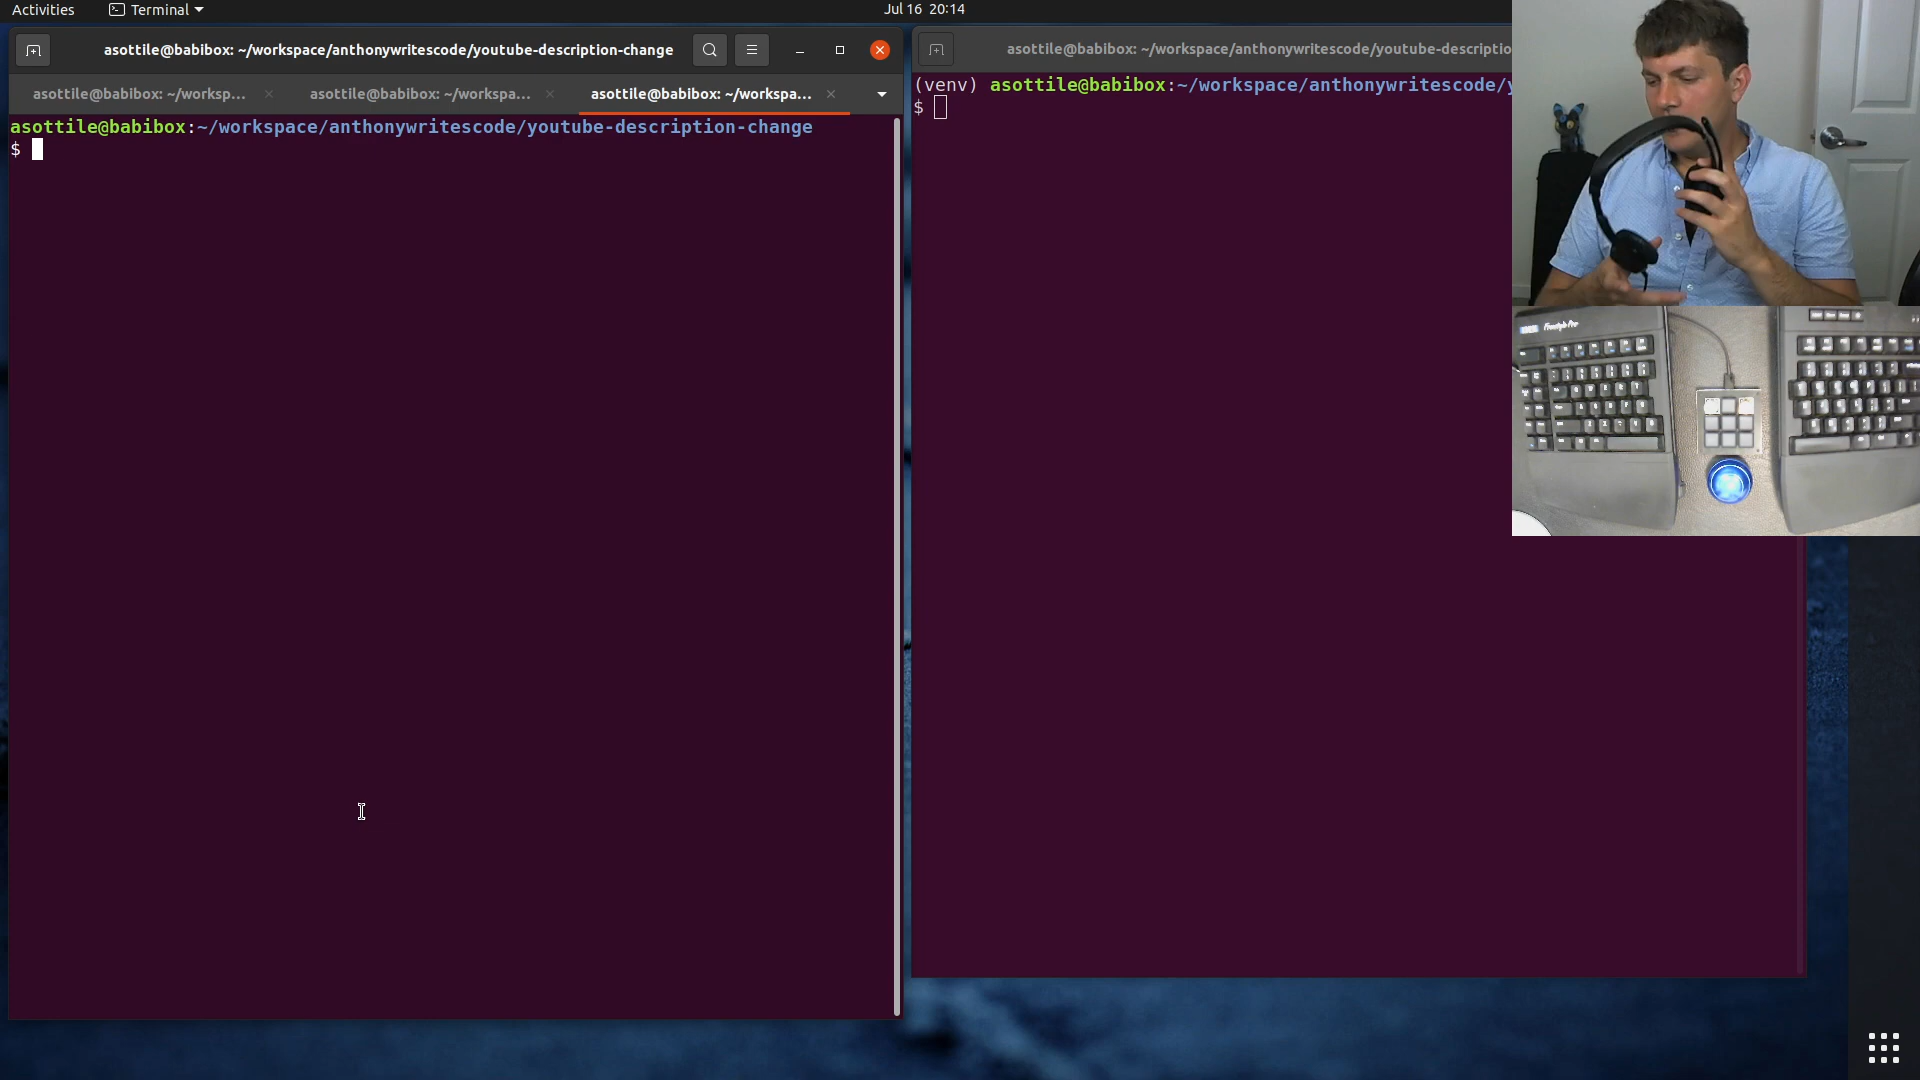 Activities
Terminal
Jul 16 20:14
asottile@babibox: ~/workspace/anthonywritescode/youtube-description-change
asottile@babibox: ~/worksp...
asottile@babibox: ~/workspa...
asottile@babibox: ~/workspa...
asottile@babibox:~/workspace/anthonywritescode/youtube-description-change
$
asottile@babibox: ~/workspace/anthonywritescode/youtube-descriptio
(venv) asottile@babibox:~/workspace/anthonywritescode/y
$
Freestyle Pro